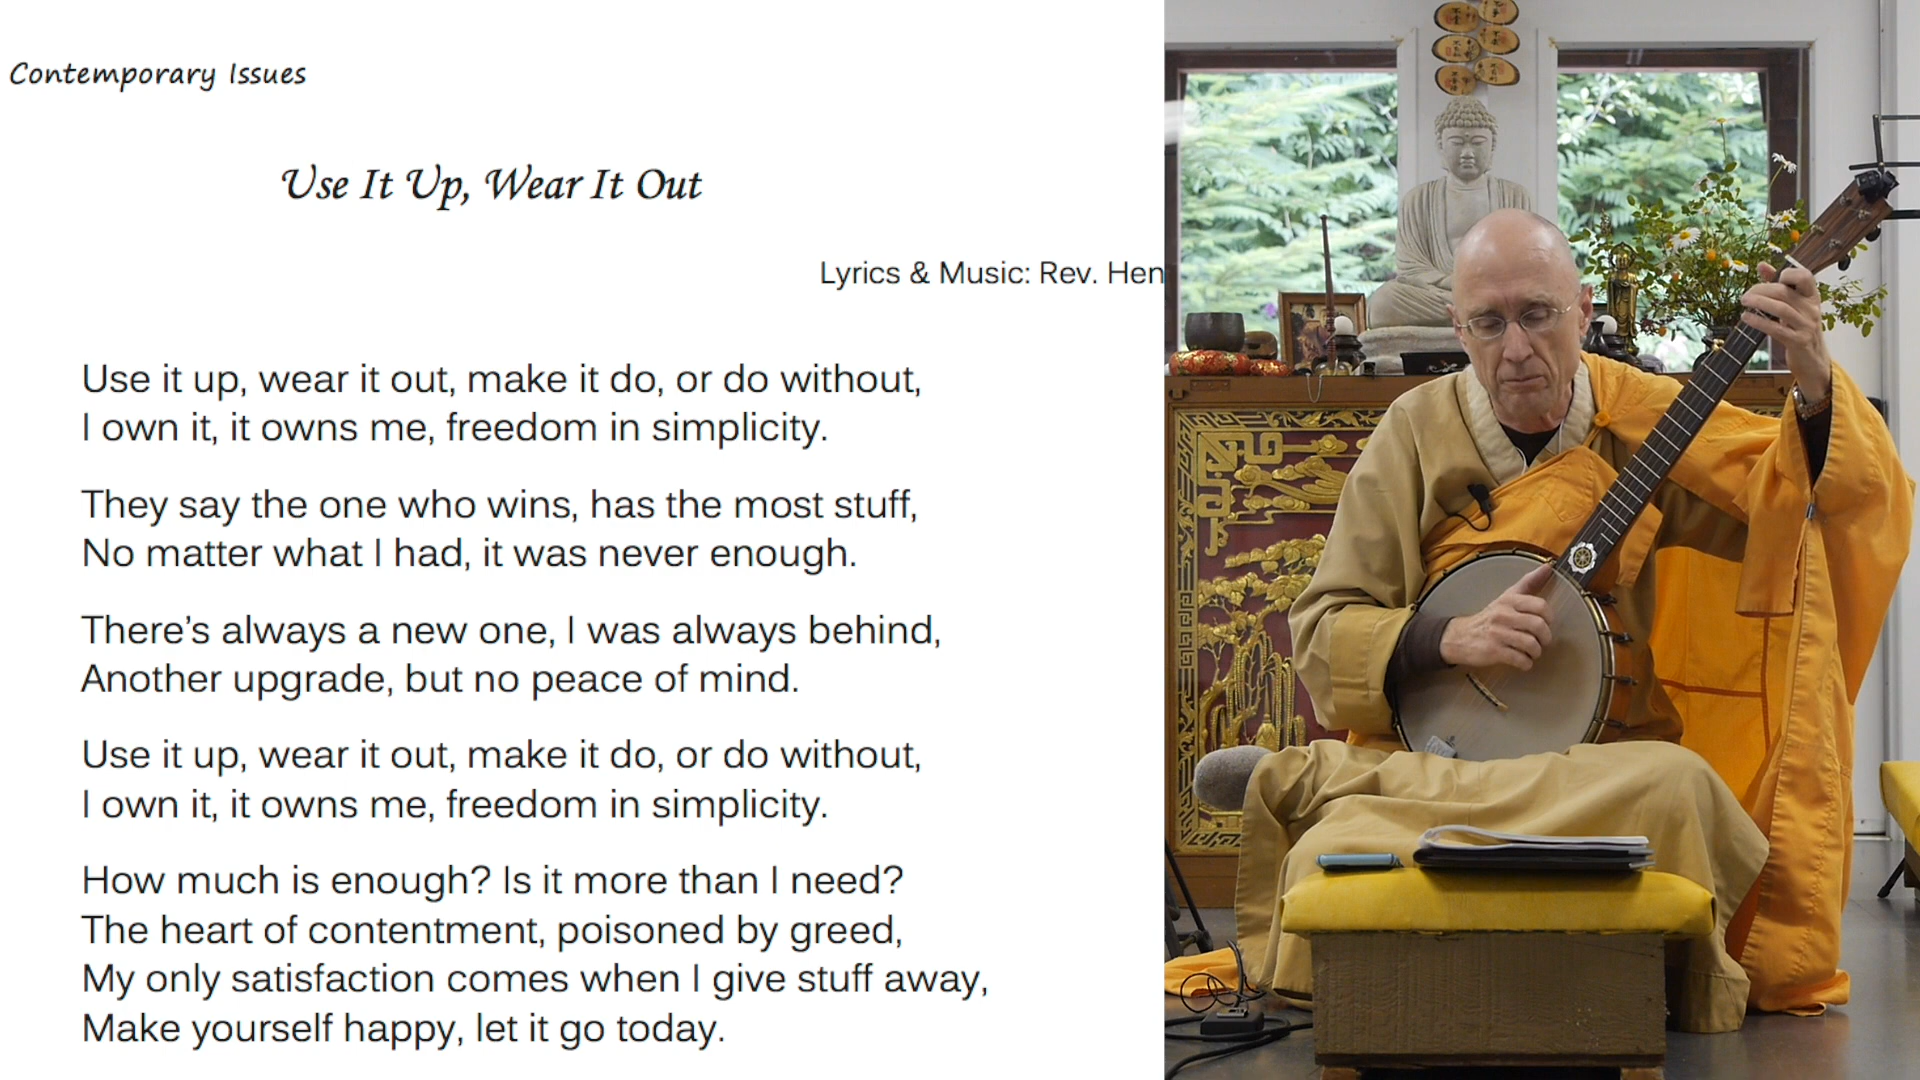 Contemporary Issues
Use It Up, Wear It Out
Lyrics & Music: Rev. Hen
Use it up, wear it out, make it do, or do without,
I own it, it owns me, freedom in simplicity.
They say the one who wins, has the most stuff,
No matter what I had, it was never enough.
There’s always a new one, I was always behind,
Another upgrade, but no peace of mind.
Use it up, wear it out, make it do, or do without,
I own it, it owns me, freedom in simplicity.
How much is enough? Is it more than I need?
The heart of contentment, poisoned by greed,
My only satisfaction comes when I give stuff away,
Make yourself happy, let it go today.